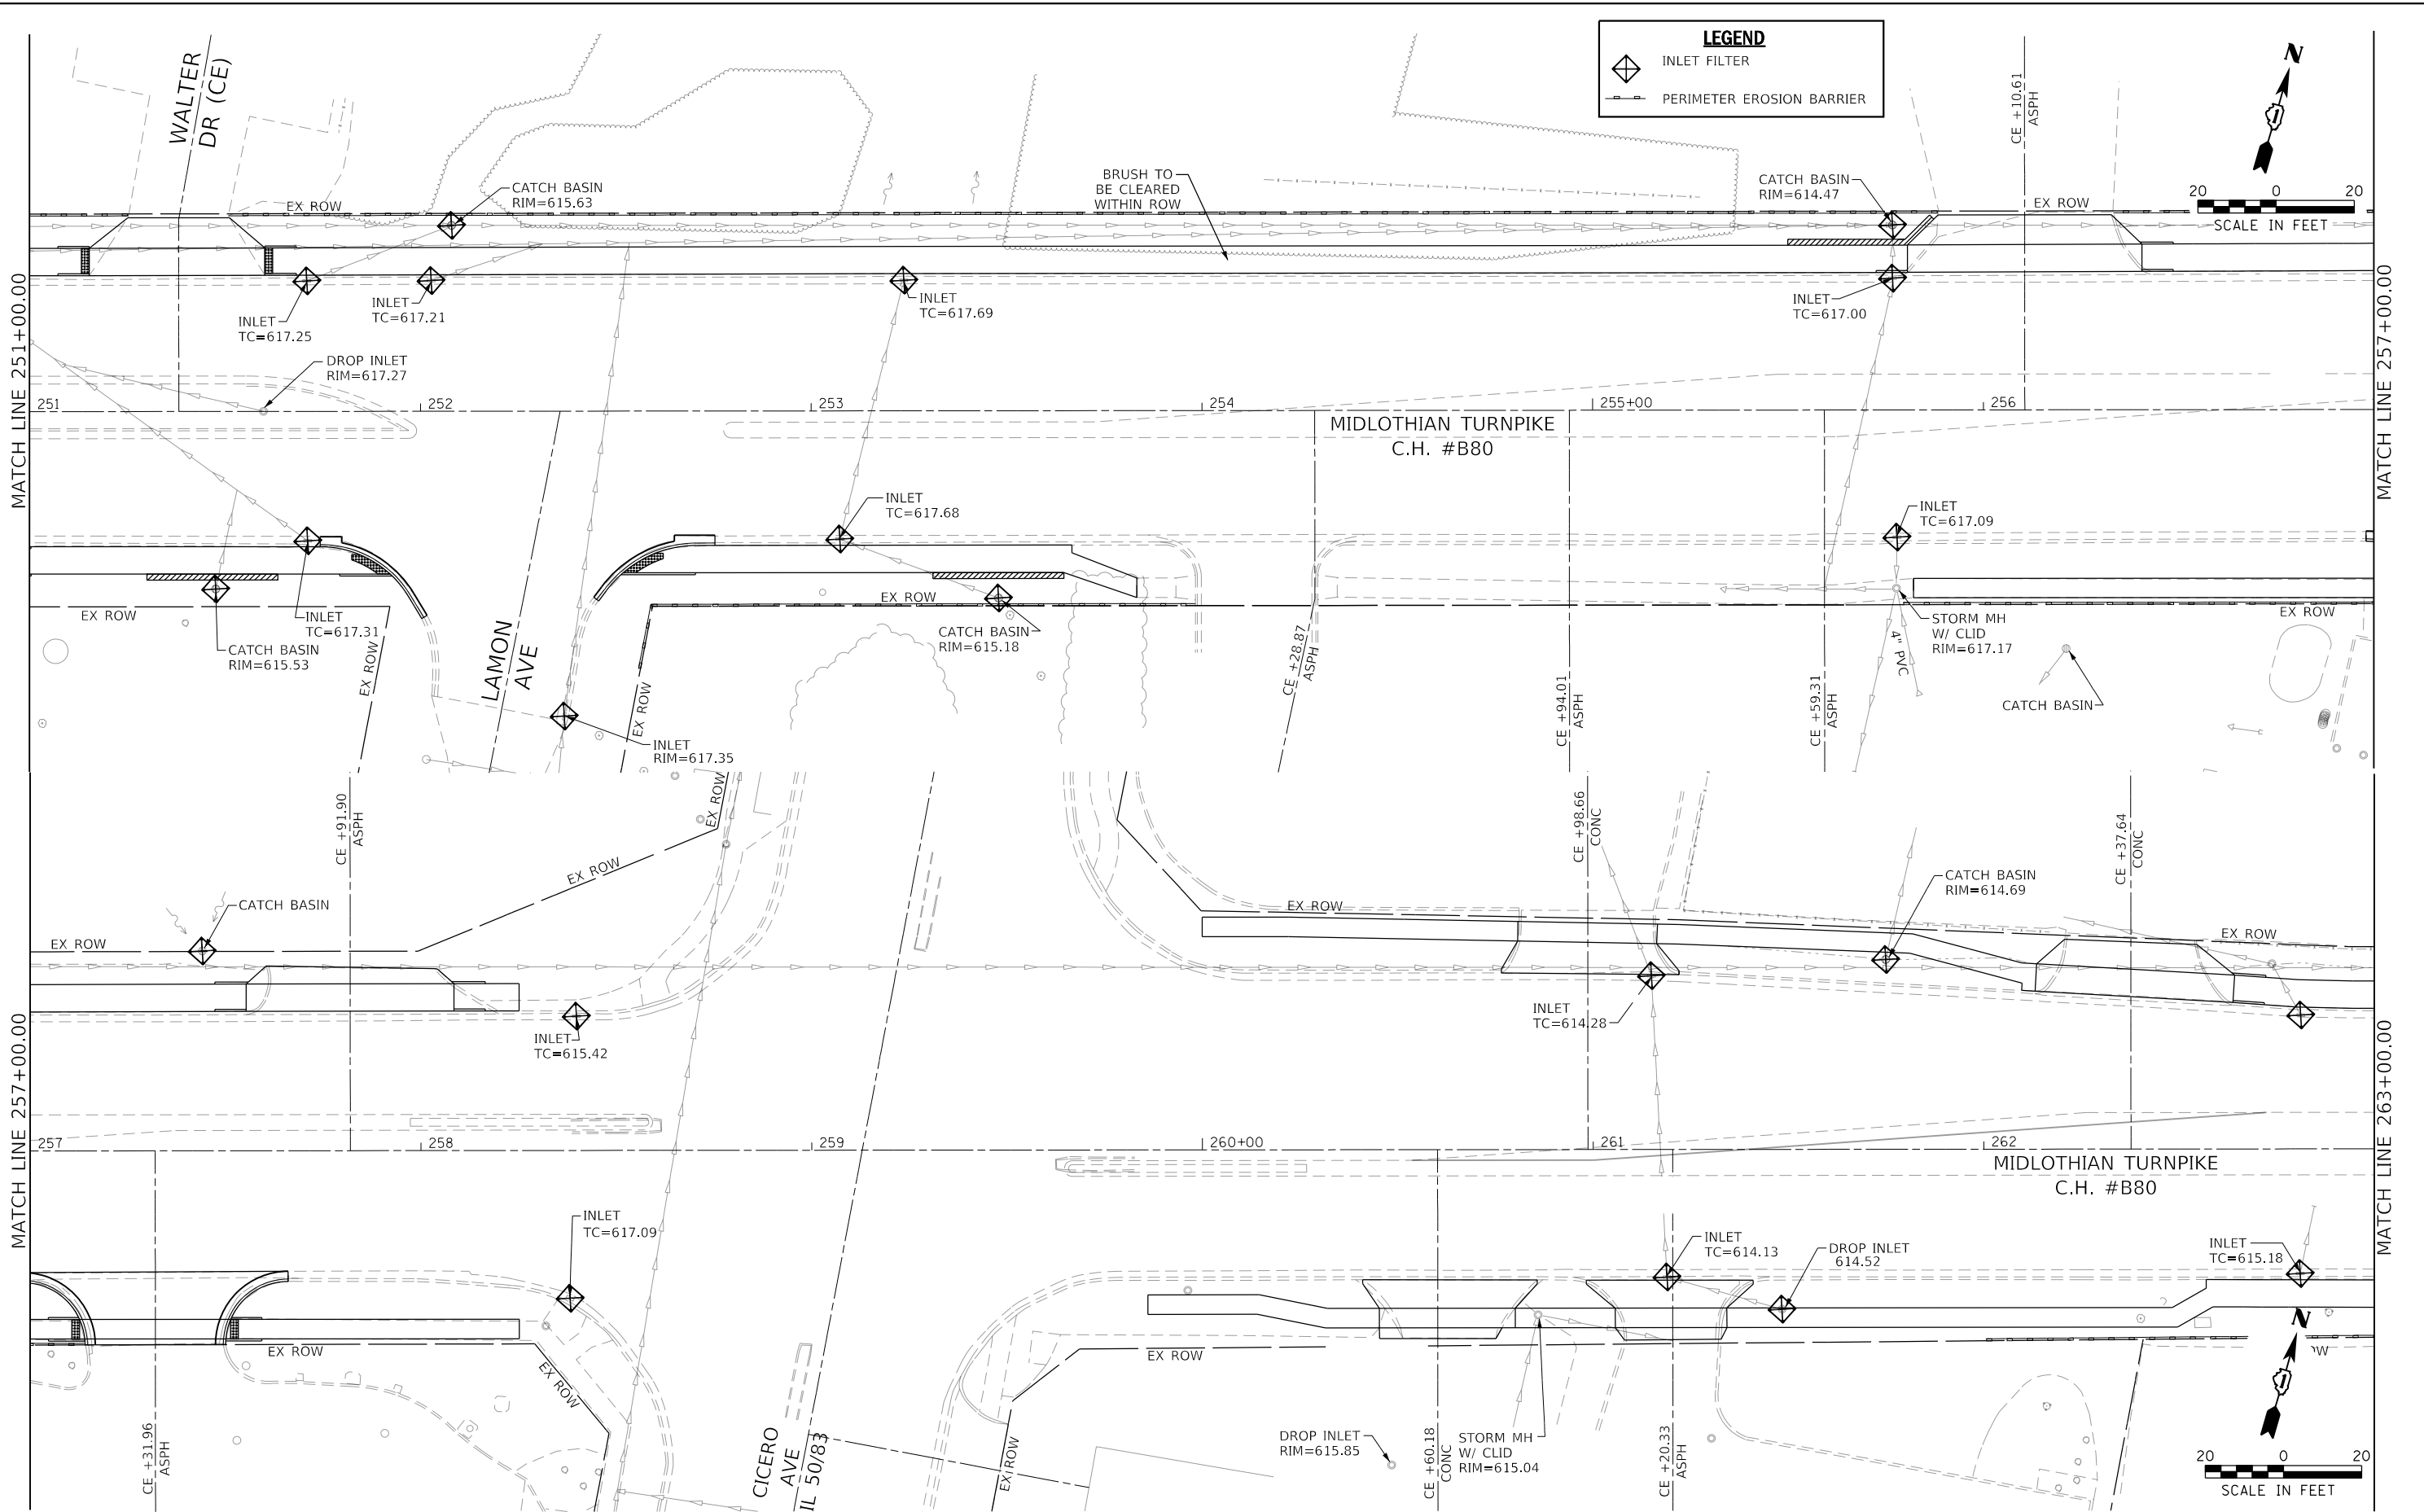 LEGEND
INLET FILTER
PERIMETER EROSION BARRIER
N
20 0 20
SCALE IN FEET
WALTER
DR (CE)
CE +10.61
ASPH
EX ROW
CATCH BASIN
RIM=615.63
BRUSH TO
BE CLEARED
WITHIN ROW
CATCH BASIN
RIM=614.47
EX ROW
MATCH LINE 251+00.00
MATCH LINE 257+00.00
INLET
TC=617.25
INLET
TC=617.21
INLET
TC=617.69
INLET
TC=617.00
DROP INLET
RIM=617.27
251
252
253
254
255+00
256
MIDLOTHIAN TURNPIKE
C.H. #B80
INLET
TC=617.68
INLET
TC=617.09
EX ROW
INLET
TC=617.31
CATCH BASIN
RIM=615.53
EX ROW
LAMON
AVE
EX ROW
INLET
RIM=617.35
EX ROW
CATCH BASIN
RIM=615.18
CE +28.87
ASPH
CE +94.01
ASPH
CE +59.31
ASPH
4" PVC
STORM MH
W/ CLID
RIM=617.17
CATCH BASIN
EX ROW
CE +91.90
ASPH
EX ROW
EX ROW
CATCH BASIN
EX ROW
CE +98.66
CONC
CE +37.64
CONC
EX ROW
CATCH BASIN
RIM=614.69
EX ROW
MATCH LINE 257+00.00
MATCH LINE 263+00.00
INLET
TC=615.42
INLET
TC=614.28
257
258
259
260+00
261
262
MIDLOTHIAN TURNPIKE
C.H. #B80
INLET
TC=617.09
INLET
TC=614.13
DROP INLET
614.52
INLET
TC=615.18
EX ROW
EX ROW
CE +31.96
ASPH
CICERO
AVE
IL 50/83
EX ROW
EX ROW
DROP INLET
RIM=615.85
CE +60.18
CONC
STORM MH
W/ CLID
RIM=615.04
CE +20.33
ASPH
N
20 0 20
SCALE IN FEET